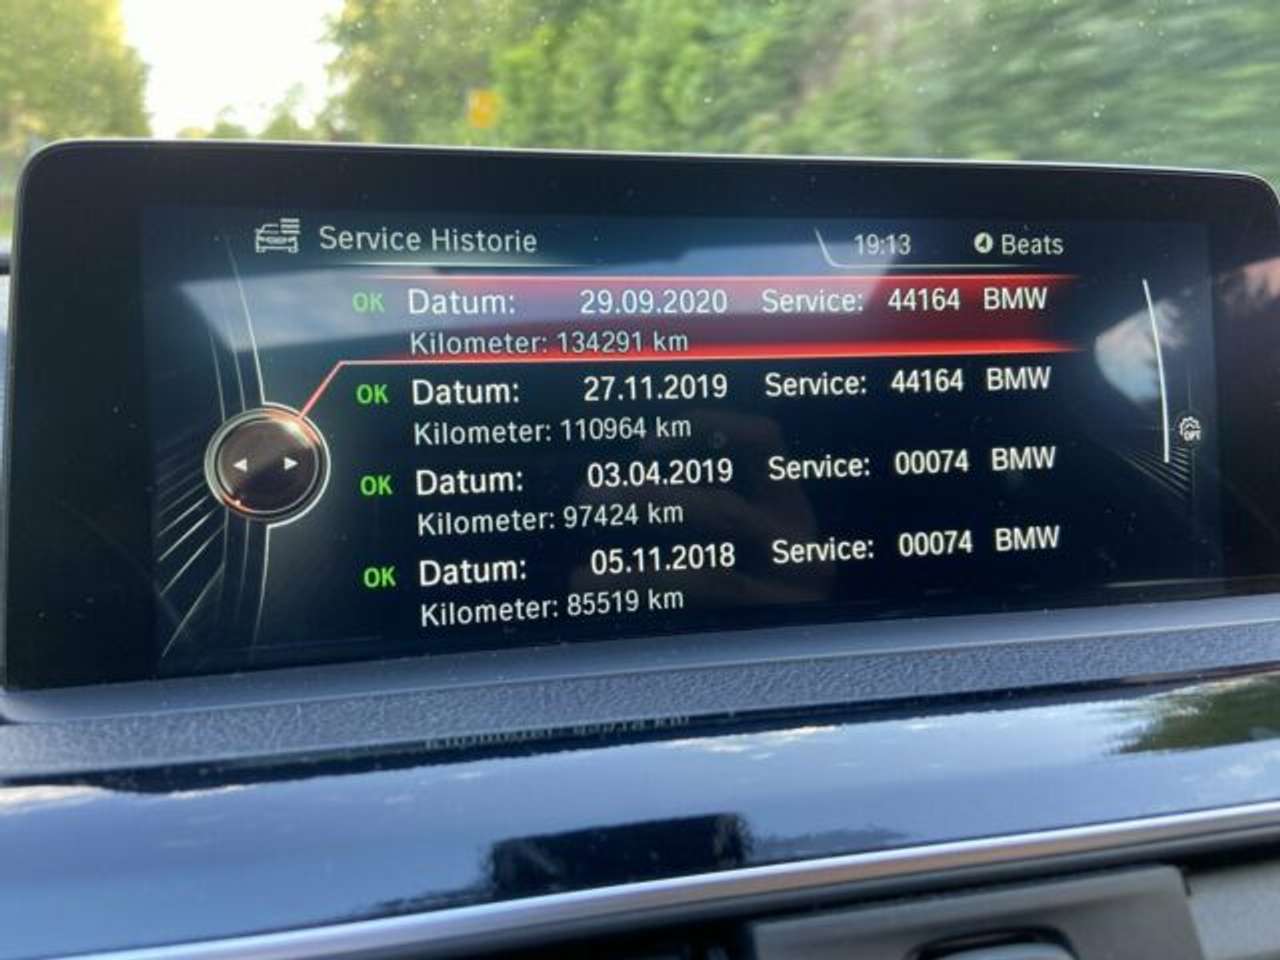 Service Historie 19:13 Beats
OK Datum: 29.09.2020 Service: 44164 BMW
Kilometer: 134291 km
OK Datum: 27.11.2019 Service: 44164 BMW
Kilometer: 110964 km
OK Datum: 03.04.2019 Service: 00074 BMW
Kilometer: 97424 km
OK Datum: 05.11.2018 Service: 00074 BMW
Kilometer: 85519 km
OPT